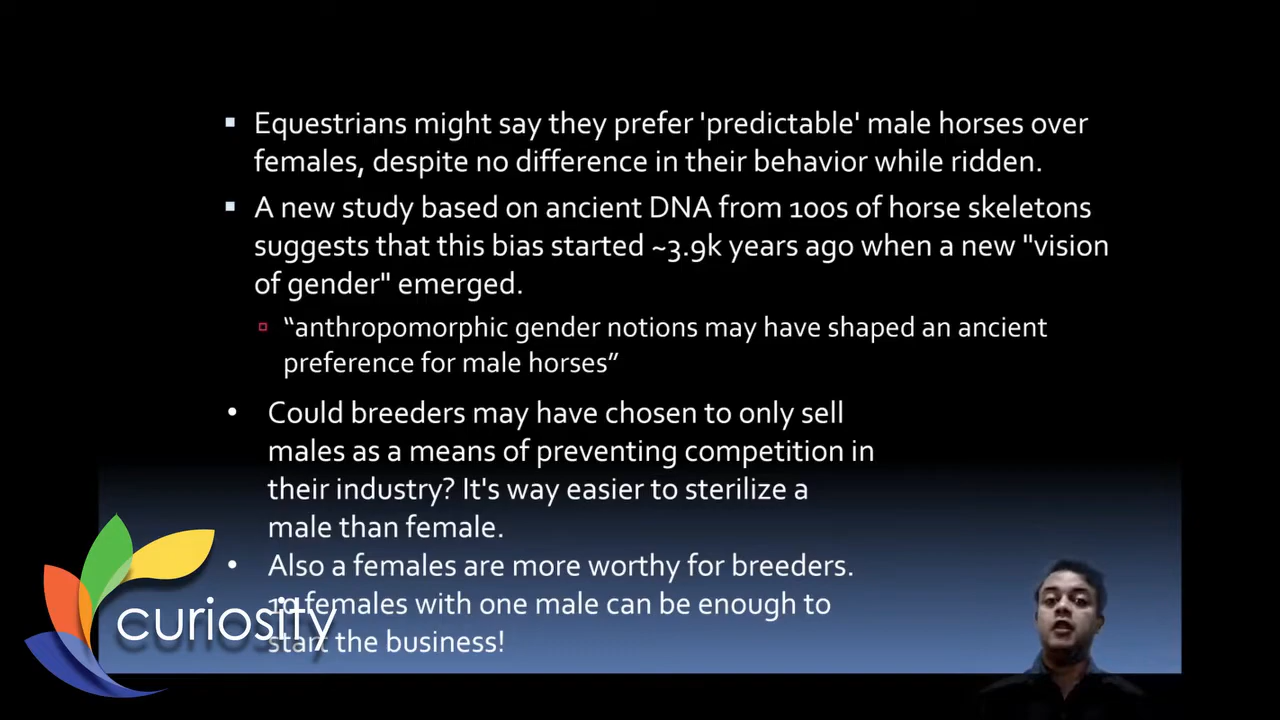 Equestrians might say they prefer 'predictable' male horses over
females, despite no difference in their behavior while ridden.
A new study based on ancient DNA from 100s of horse skeletons
suggests that this bias started ~3.9k years ago when a new "vision
of gender" emerged.
“anthropomorphic gender notions may have shaped an ancient
preference for male horses”
Could breeders may have chosen to only sell
males as a means of preventing competition in
their industry? It's way easier to sterilize a
male than female.
Also a females are more worthy for breeders.
10 females with one male can be enough to
start the business!
curiosity